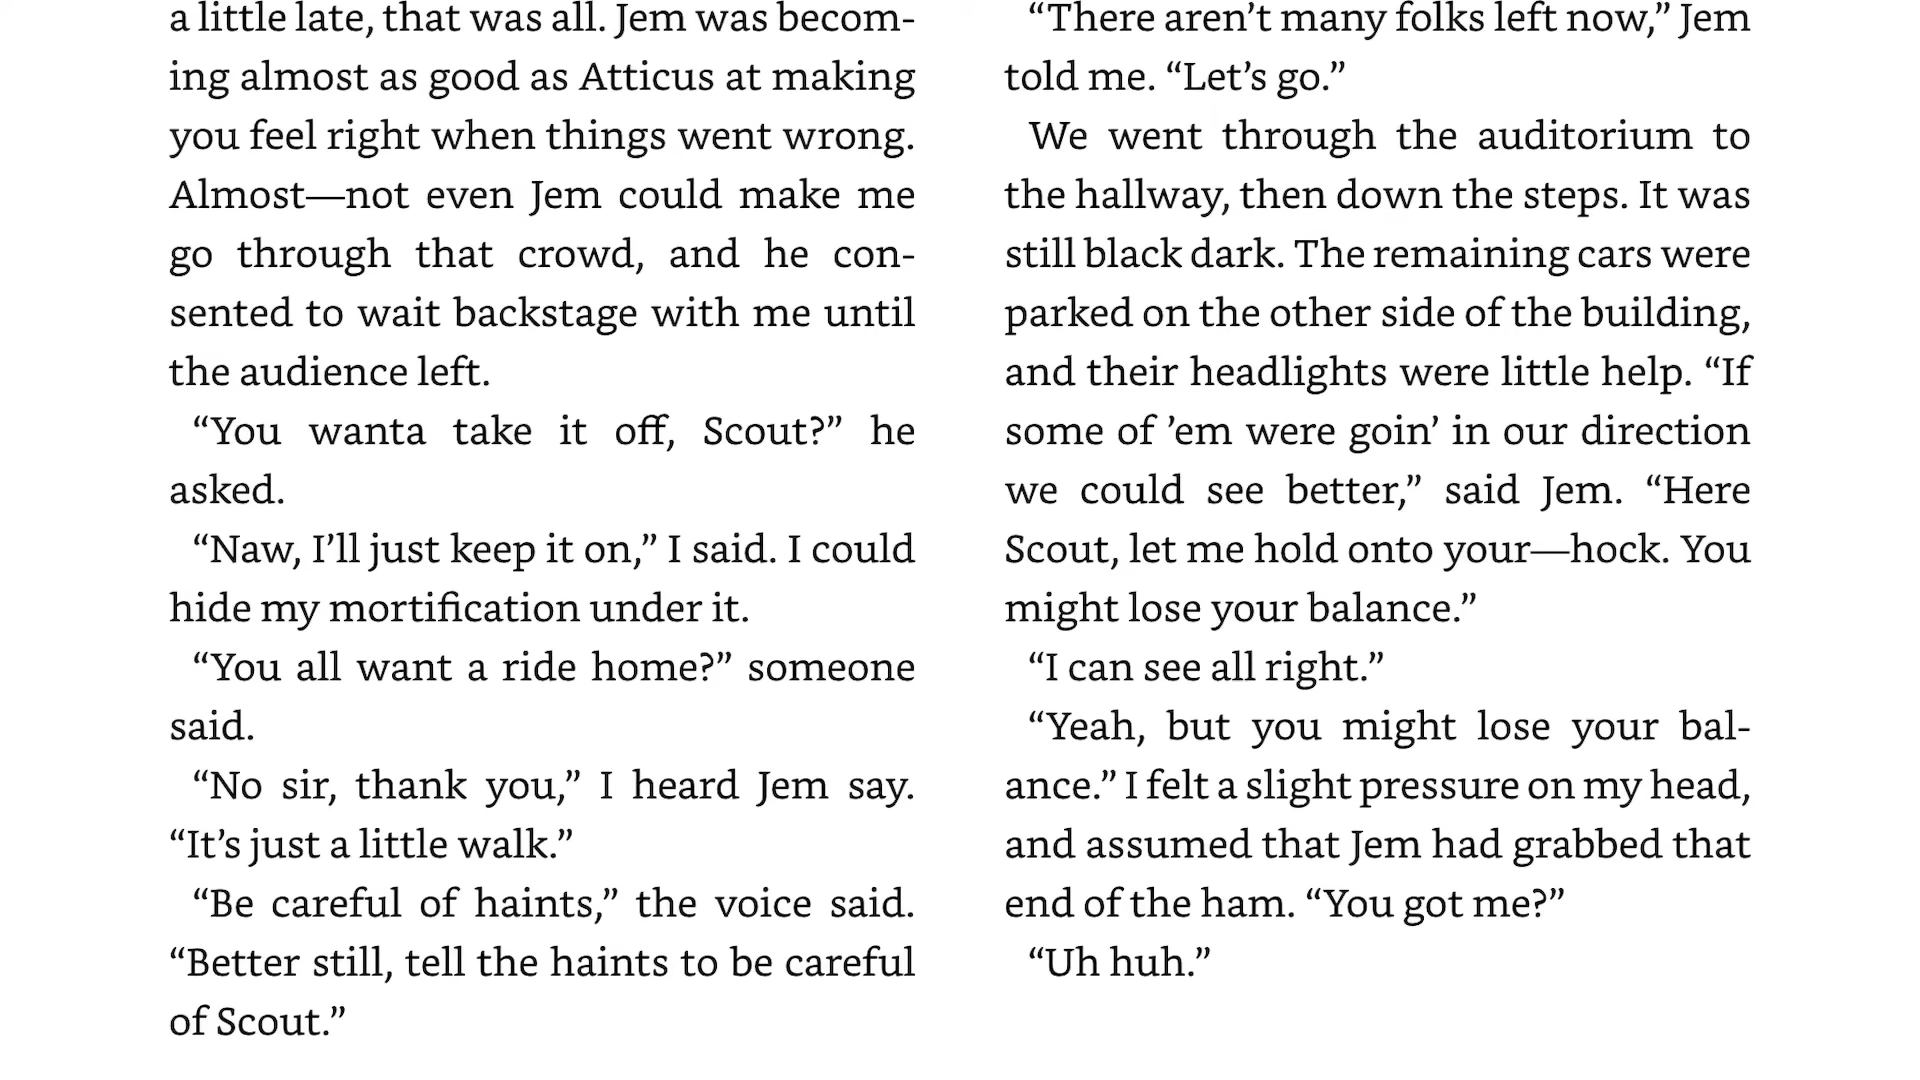 a little late, that was all. Jem was becom-
ing almost as good as Atticus at making
you feel right when things went wrong.
Almost—not even Jem could make me
go through that crowd, and he con-
sented to wait backstage with me until
the audience left.
“You wanta take it off, Scout?” he
asked.
“Naw, I’ll just keep it on,” I said. I could
hide my mortification under it.
“You all want a ride home?” someone
said.
“No sir, thank you,” I heard Jem say.
“It’s just a little walk.”
“Be careful of haints,” the voice said.
“Better still, tell the haints to be careful
of Scout.”
“There aren’t many folks left now,” Jem
told me. “Let’s go.”
We went through the auditorium to
the hallway, then down the steps. It was
still black dark. The remaining cars were
parked on the other side of the building,
and their headlights were little help. “If
some of ’em were goin’ in our direction
we could see better,” said Jem. “Here
Scout, let me hold onto your—hock. You
might lose your balance.”
“I can see all right.”
“Yeah, but you might lose your bal-
ance.” I felt a slight pressure on my head,
and assumed that Jem had grabbed that
end of the ham. “You got me?”
“Uh huh.”